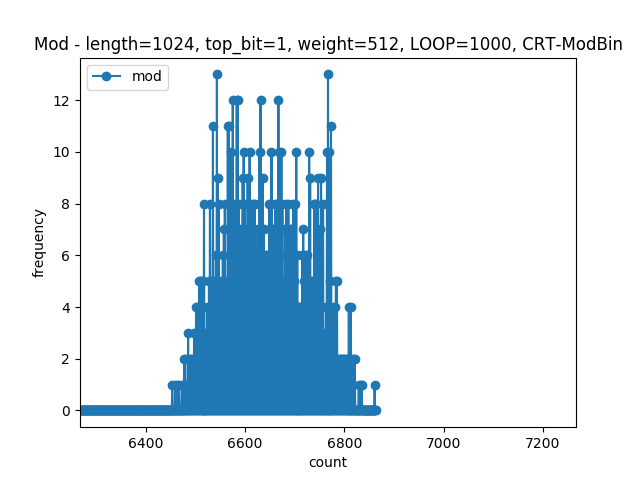 Mod - length=1024, top_bit=1, weight=512, LOOP=1000, CRT-ModBin
mod
frequency
12
10
8
6
4
2
0
6400 6600 6800 7000 7200
count